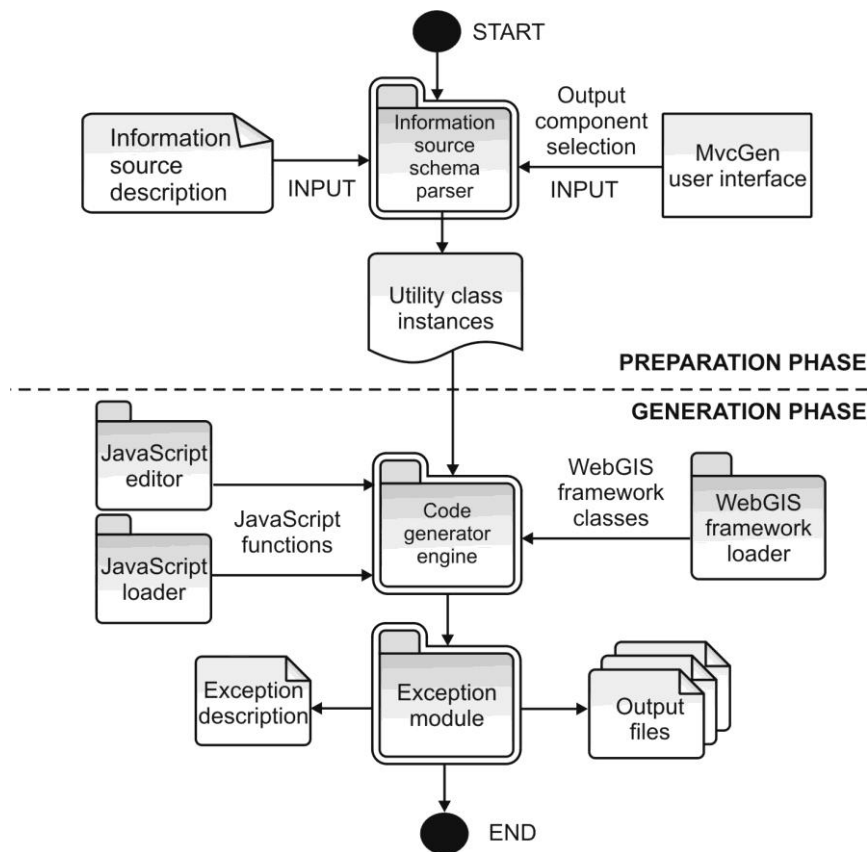 START
Information
source
description
INPUT
Information
source
schema
parser
Output
component
selection
INPUT
MvcGen
user interface
Utility class
instances
PREPARATION PHASE
GENERATION PHASE
JavaScript
editor
JavaScript
functions
JavaScript
loader
Code
generator
engine
WebGIS
framework
classes
WebGIS
framework
loader
Exception
description
Exception
module
Output
files
END